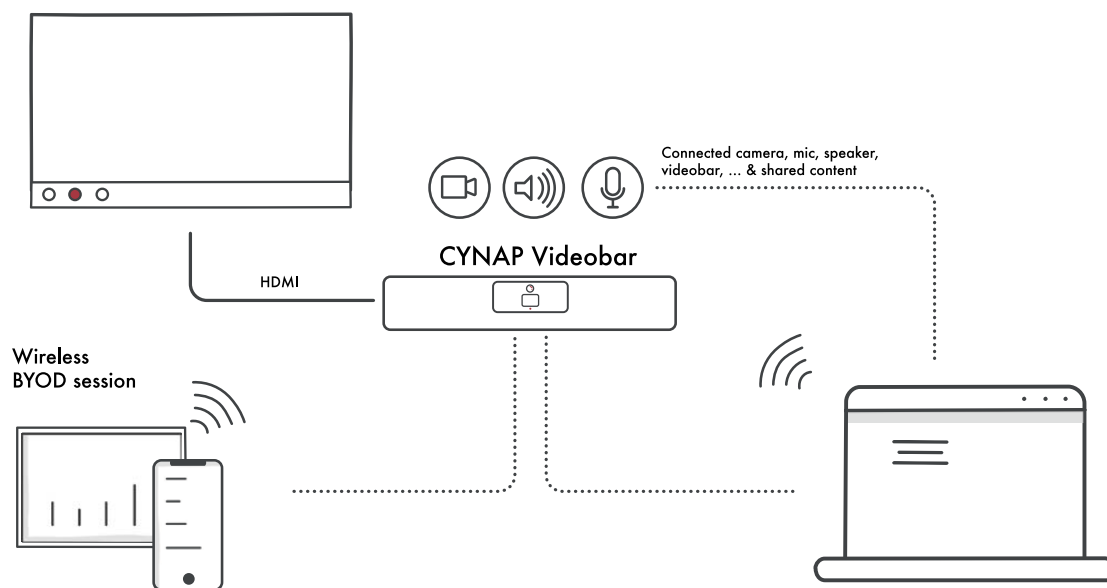 Connected camera, mic, speaker,
videobar, ... & shared content
CYNAP Videobar
HDMI
Wireless
BYOD session